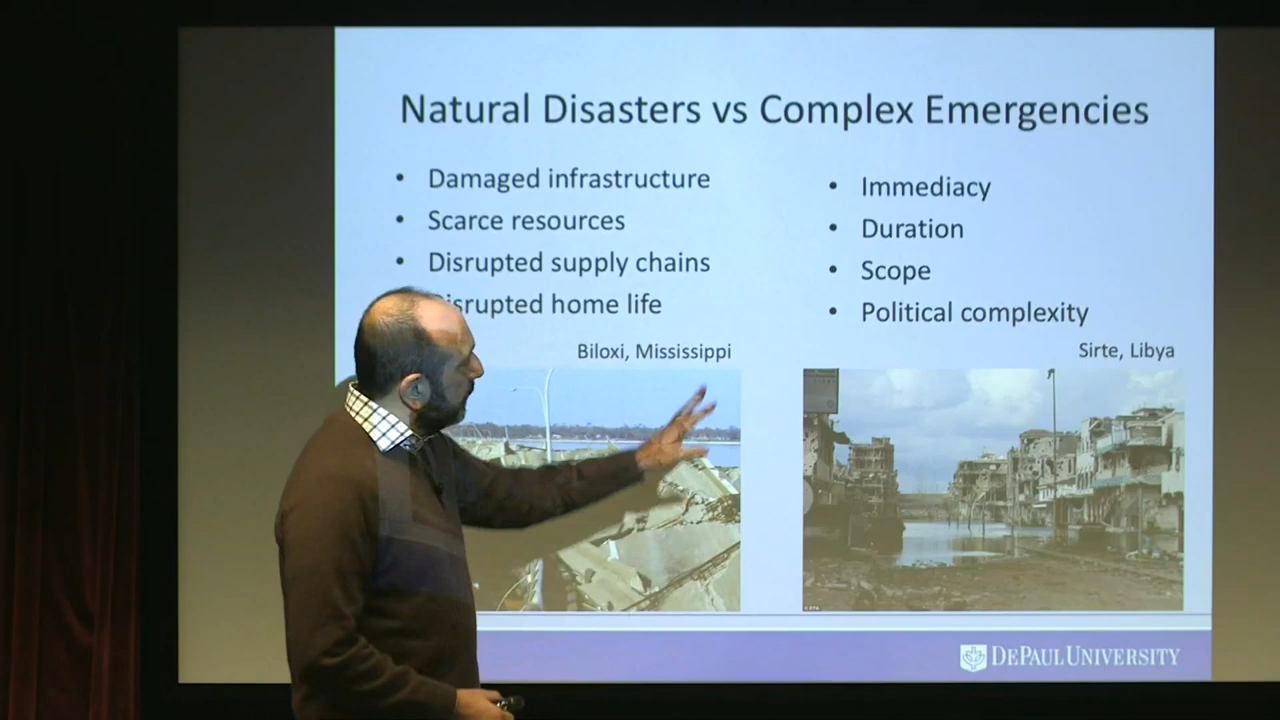 Natural Disasters vs Complex Emergencies
• Damaged infrastructure
• Scarce resources
• Disrupted supply chains
Disrupted home life
Biloxi, Mississippi
• Immediacy
• Duration
• Scope
• Political complexity
Sirte, Libya
DEPAUL UNIVERSITY